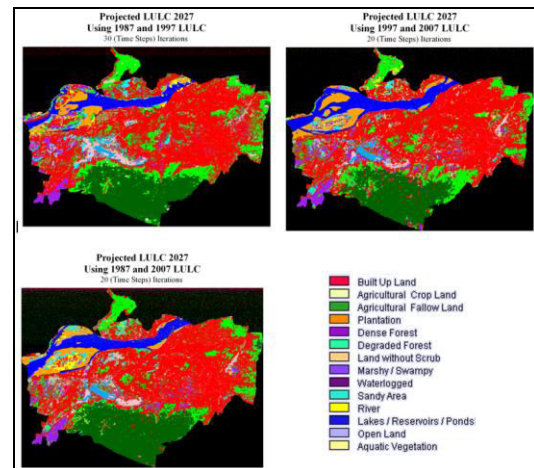 Projected LULC 2027
Using 1987 and 1997 LULC
30 (Time Steps) Iterations
Projected LULC 2027
Using 1997 and 2007 LULC
20 (Time Steps) Iterations
Projected LULC 2027
Using 1987 and 2007 LULC
20 (Time Steps) Iterations
Built Up Land
Agricultural Crop Land
Agricultural Fallow Land
Plantation
Dense Forest
Degraded Forest
Land without Scrub
Marshy / Swampy
Waterlogged
Sandy Area
River
Lakes / Reservoirs / Ponds
Open Land
Aquatic Vegetation